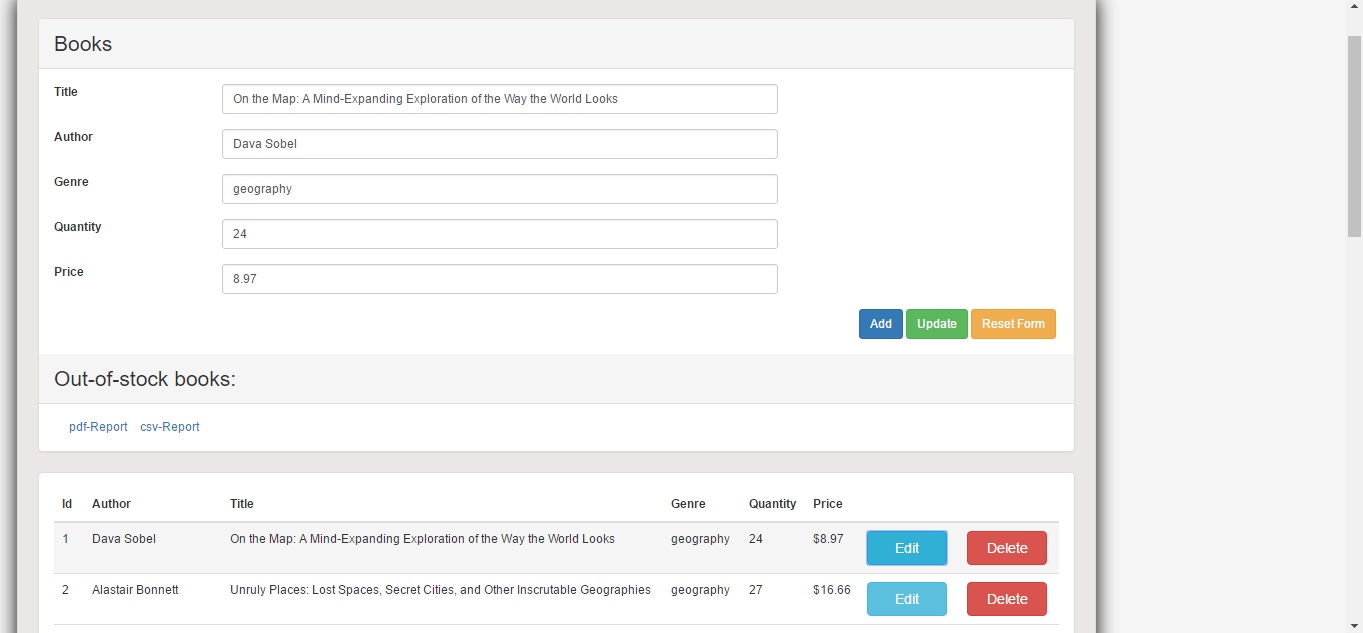 Books
Title On the Map: A Mind-Expanding Exploration of the Way the World Looks
Author Dava Sobel
Genre geography
Quantity 24
Price 8.97
Add Update Reset Form
Out-of-stock books:
pdf-Report csv-Report
Id Author Title Genre Quantity Price
1 Dava Sobel On the Map: A Mind-Expanding Exploration of the Way the World Looks geography 24 $8.97 Edit Delete
2 Alastair Bonnett Unruly Places: Lost Spaces, Secret Cities, and Other Inscrutable Geographies geography 27 $16.66 Edit Delete